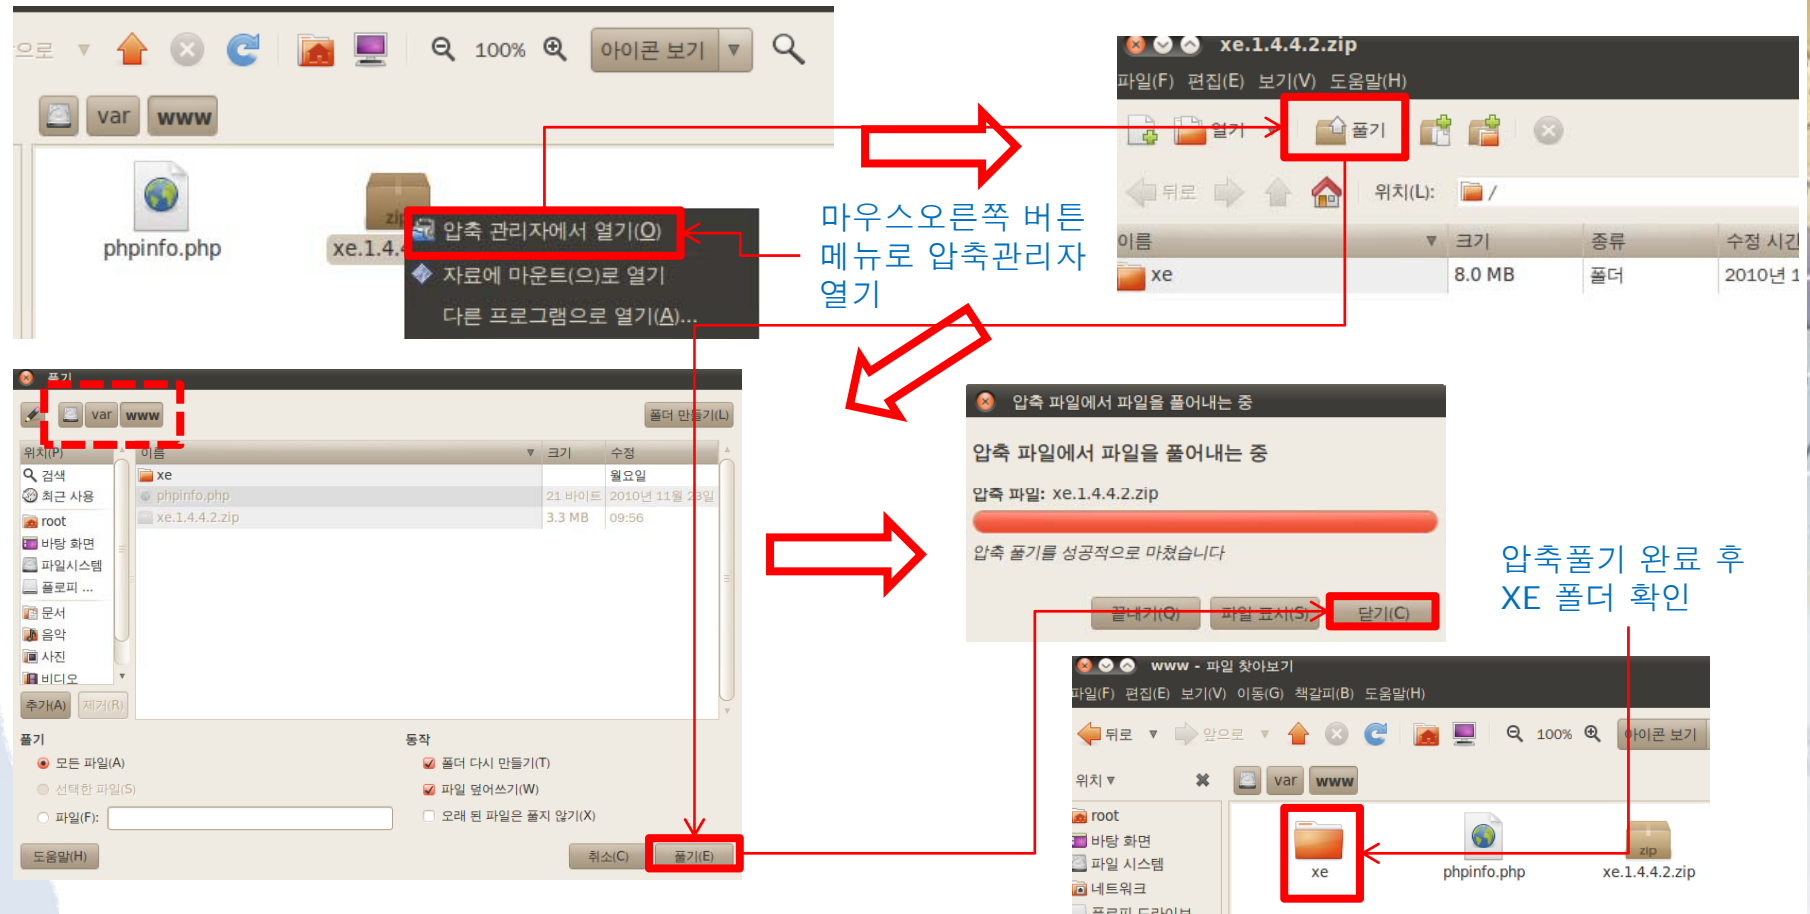 으로
100%
아이콘 보기
var
www
phpinfo.php
xe.1.4.4
zip
압축 관리자에서 열기(O)
자료에 마운트(으)로 열기
다른 프로그램으로 열기(A)...
마우스오른쪽 버튼
메뉴로 압축관리자
열기
xe.1.4.4.2.zip
파일(F) 편집(E) 보기(V) 도움말(H)
열기
풀기
뒤로
위치(L): /
이름 크기 종류 수정 시간
xe 8.0 MB 폴더 2010년 1
풀기
var www
폴더 만들기(L)
위치(P) 이름 크기 수정
검색
최근 사용
root
바탕 화면
파일시스템
플로피 ...
문서
음악
사진
비디오
xe 월요일
phpinfo.php 21 바이트 2010년 11월 23일
xe.1.4.4.2.zip 3.3 MB 09:56
추가(A) 제거(R)
풀기
모든 파일(A)
선택한 파일(S)
파일(F):
동작
폴더 다시 만들기(T)
파일 덮어쓰기(W)
오래 된 파일은 풀지 않기(X)
도움말(H)
취소(C)
풀기(E)
압축 파일에서 파일을 풀어내는 중
압축 파일에서 파일을 풀어내는 중
압축 파일: xe.1.4.4.2.zip
압축 풀기를 성공적으로 마쳤습니다
끝내기(Q) 파일 표시(S) 닫기(C)
압축풀기 완료 후
XE 폴더 확인
www - 파일 찾아보기
파일(F) 편집(E) 보기(V) 이동(G) 책갈피(B) 도움말(H)
뒤로 앞으로 100% 아이콘 보기
위치
var www
root
바탕 화면
파일 시스템
네트워크
플로피 드라이브
xe
phpinfo.php
zip
xe.1.4.4.2.zip